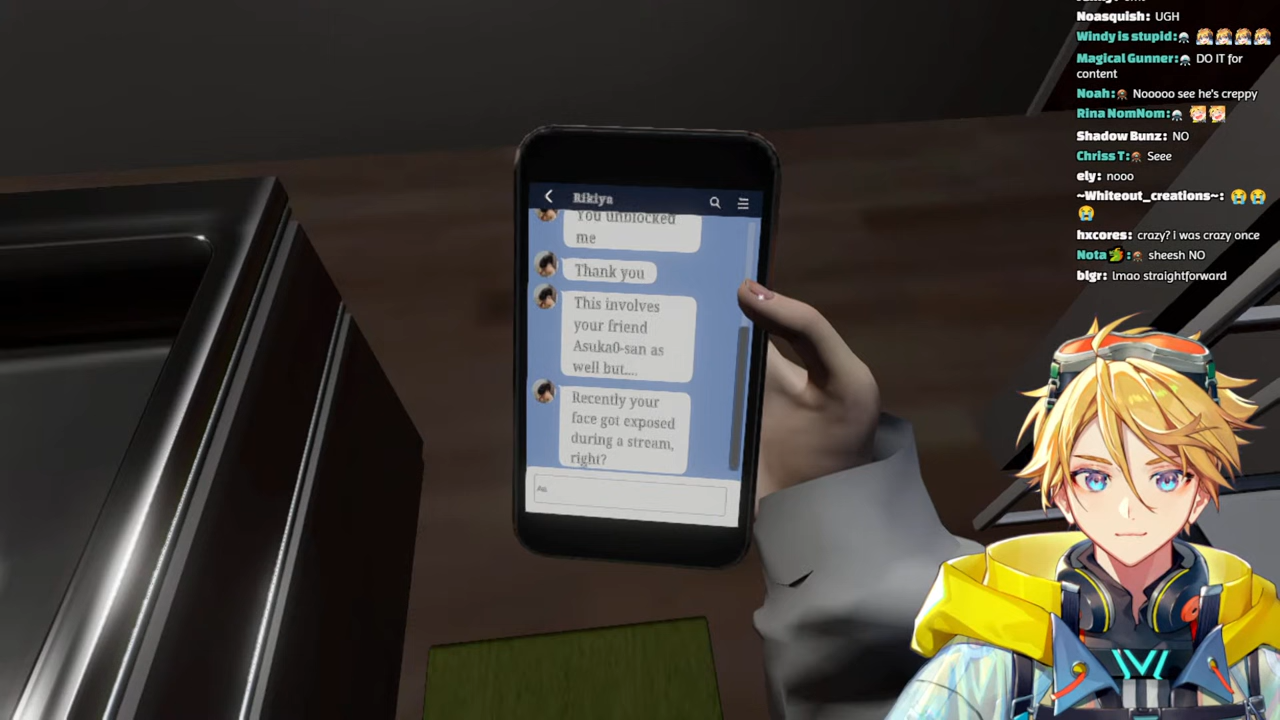 Noasquish: UGH
Windy is stupid:
Magical Gunner: DO IT for
content
Noah: Nooooo see he's creppy
Rina NomNom:
Shadow Bunz: NO
Chriss T: Seee
ely: nooo
~Whiteout_creations~: 😭😭
😭
hxcores: crazy? i was crazy once
Nota: sheesh NO
blgr: lmao straightforward
Rikiya
You unblocked
me
Thank you
This involves
your friend
Asuka0-san as
well but....
Recently your
face got exposed
during a stream,
right?
Aa